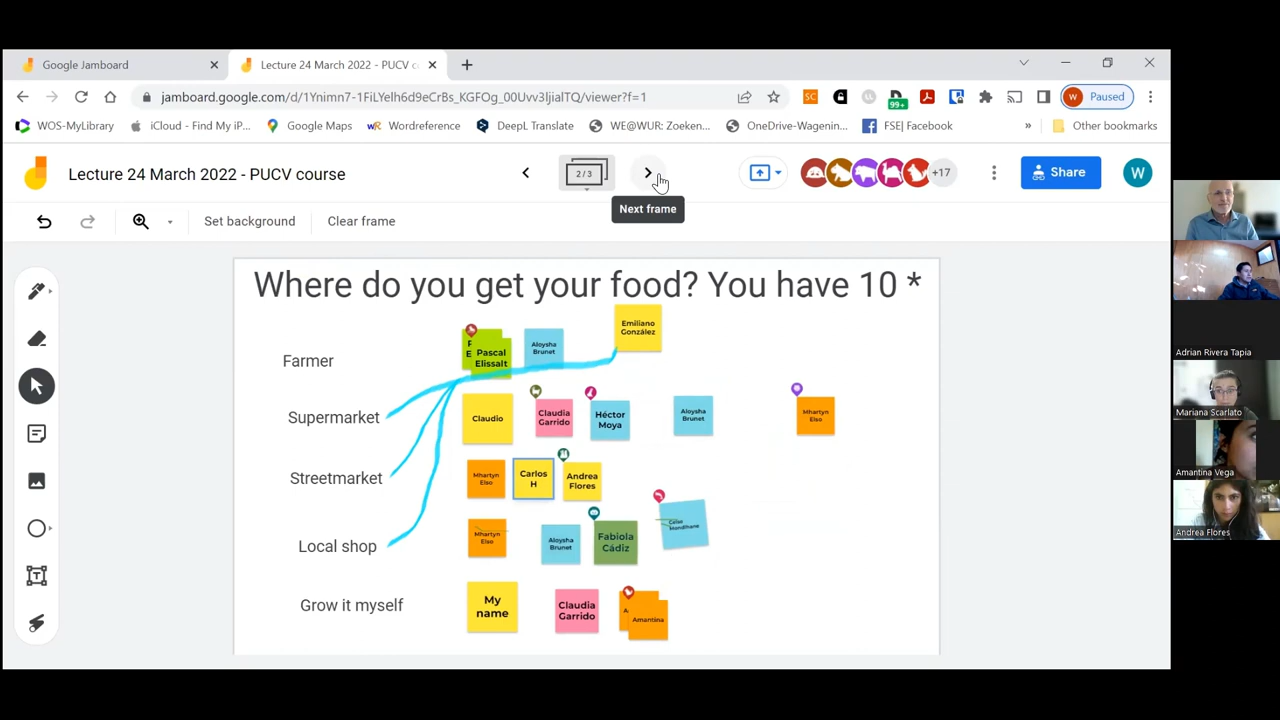 Google Jamboard
Lecture 24 March 2022 - PUCV c
jamboard.google.com/d/1Ynimn7-1FiLYelh6d9eCrBs_KGFOg_00Uvv3IjialTQ/viewer?f=1
SC
99+
W Paused
WOS-MyLibrary
iCloud - Find My iP...
Google Maps
wR Wordreference
DeepL Translate
WE@WUR: Zoeken...
OneDrive-Wagenin...
FSE| Facebook
»
Other bookmarks
Lecture 24 March 2022 - PUCV course
2 / 3
+17
Share
W
Next frame
Set background
Clear frame
Where do you get your food? You have 10 *
Farmer
Pascal
Elissalt
Aloysha
Brunet
Emiliano
González
Supermarket
Claudio
Claudia
Garrido
Héctor
Moya
Aloysha
Brunet
Mhartyn
Elso
Streetmarket
Mhartyn
Elso
Carlos
H
Andrea
Flores
Local shop
Mhartyn
Elso
Aloysha
Brunet
Fabiola
Cádiz
Grow it myself
My
name
Claudia
Garrido
Amantina
Adrian Rivera Tapia
Mariana Scarlato
Amantina Vega
Andrea Flores